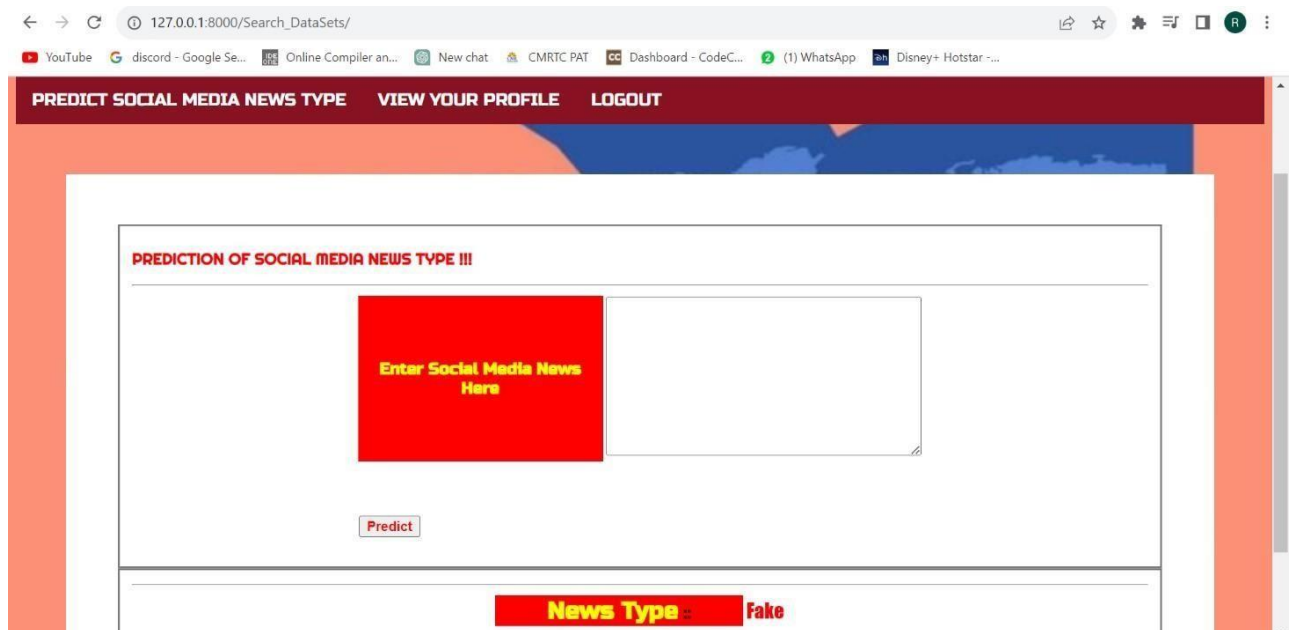 127.0.0.1:8000/Search_DataSets/
R
YouTube discord - Google Se... Online Compiler an... New chat CMRTC PAT CC Dashboard - CodeC... (1) WhatsApp Disney+ Hotstar -...
PREDICT SOCIAL MEDIA NEWS TYPE VIEW YOUR PROFILE LOGOUT
PREDICTION OF SOCIAL MEDIA NEWS TYPE !!!
Enter Social Media News
Here
Predict
News Type :: Fake